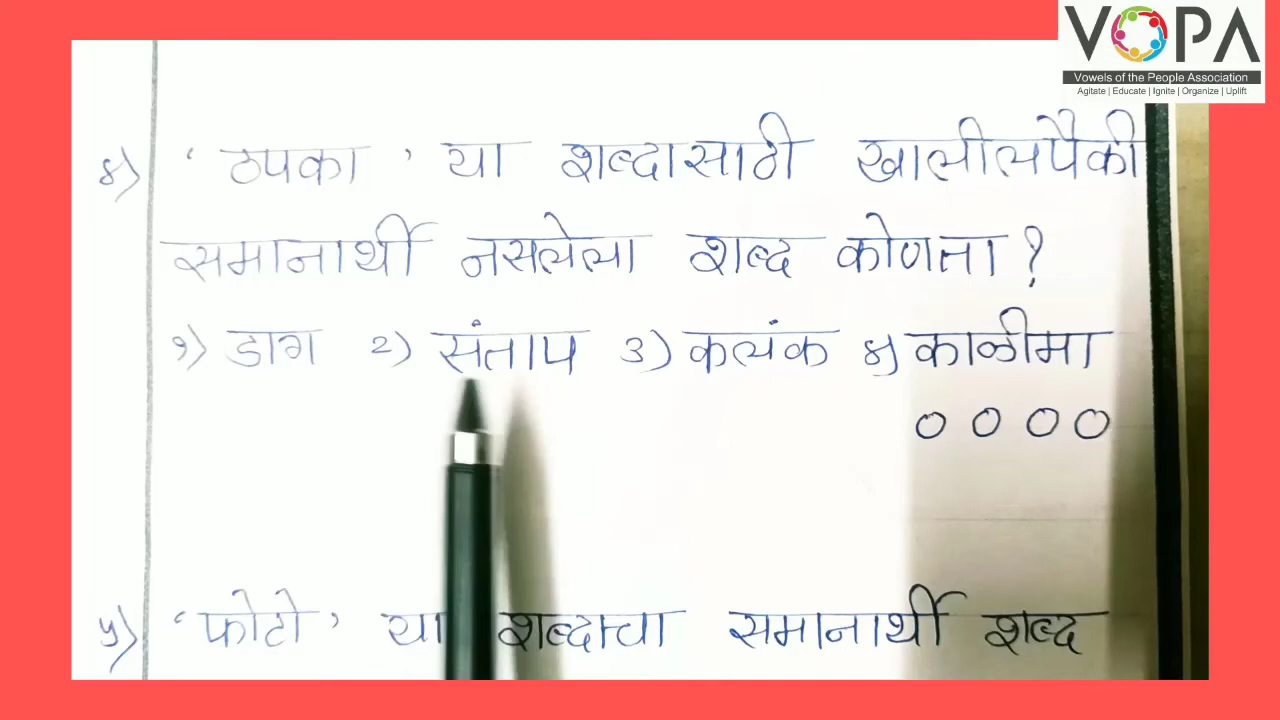 VOPA
Vowels of the People Association
Agitate | Educate | Ignite | Organize | Uplift
४) ‘ ठपका ’ या शब्दासाठी खालीलपैकी
समानार्थी नसलेला शब्द कोणता ?
१) डाग २) संताप ३) कलंक ४) काळीमा
० ० ० ०
५) ‘ फोटो ’ या शब्दाचा समानार्थी शब्द